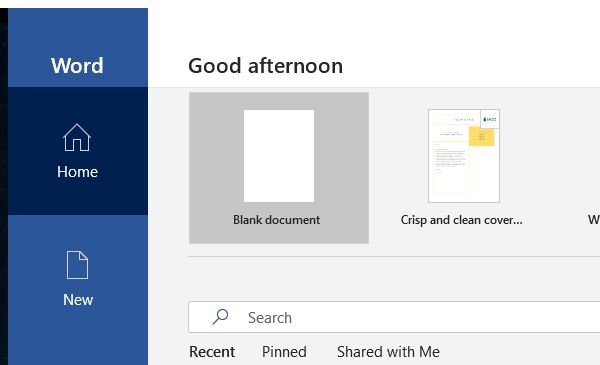 Word
Good afternoon
Home
Blank document
Crisp and clean cover...
W
New
Search
Recent Pinned Shared with Me